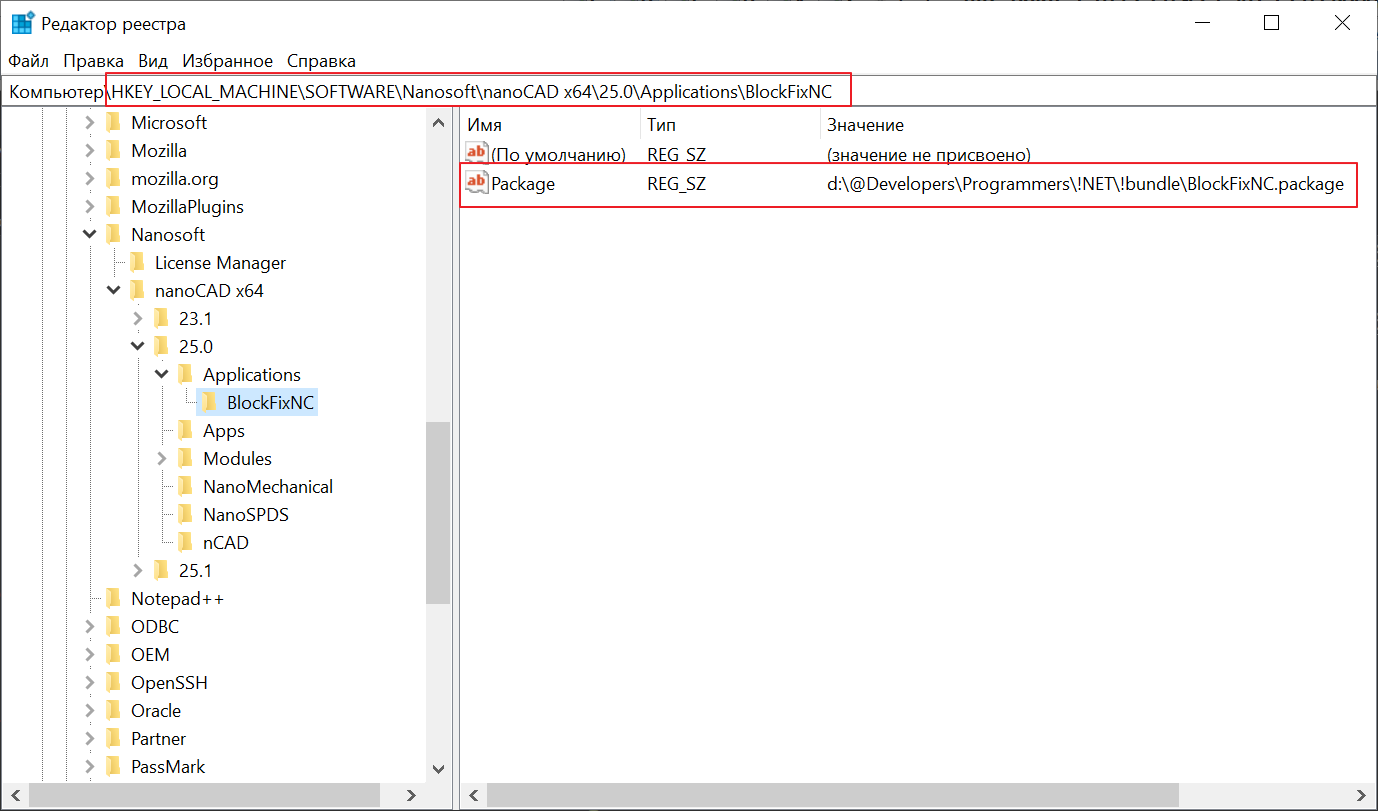 Редактор реестра
Файл Правка Вид Избранное Справка
Компьютер\HKEY_LOCAL_MACHINE\SOFTWARE\Nanosoft\nanoCAD x64\25.0\Applications\BlockFixNC
Microsoft
Mozilla
mozilla.org
MozillaPlugins
Nanosoft
License Manager
nanoCAD x64
23.1
25.0
Applications
BlockFixNC
Apps
Modules
NanoMechanical
NanoSPDS
nCAD
25.1
Notepad++
ODBC
OEM
OpenSSH
Oracle
Partner
PassMark
Имя Тип Значение
ab (По умолчанию) REG_SZ (значение не присвоено)
ab Package REG_SZ d:\@Developers\Programmers\!NET\!bundle\BlockFixNC.package